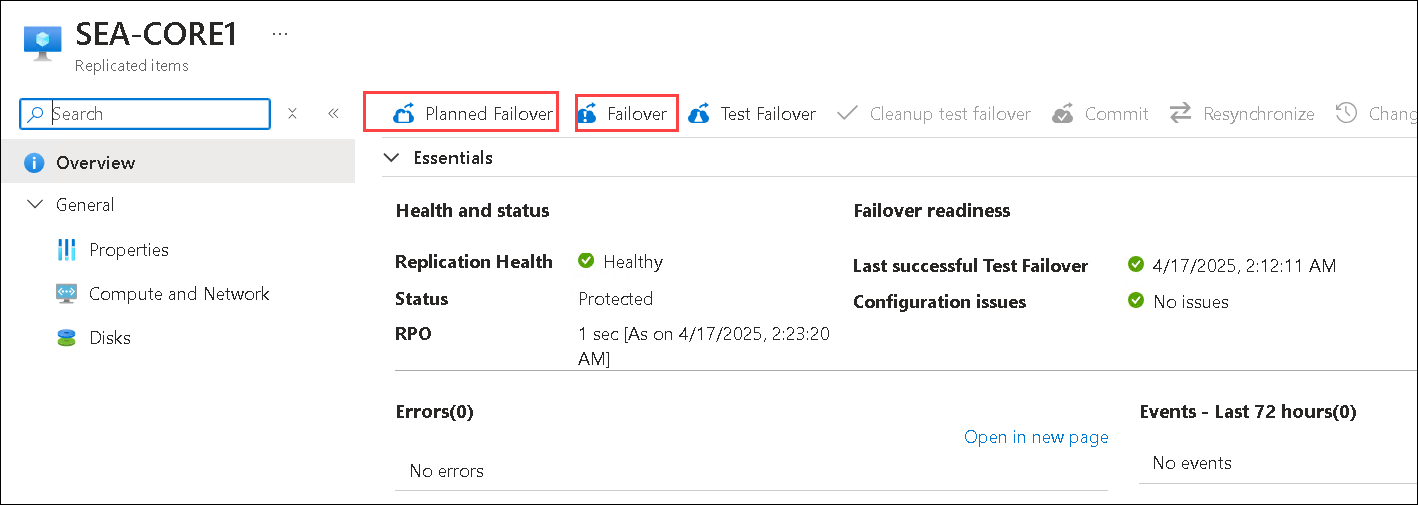 SEA-CORE1 ...
Replicated items
Search
Planned Failover Failover Test Failover Cleanup test failover Commit Resynchronize Chang
Overview
General
Properties
Compute and Network
Disks
Essentials
Health and status
Replication Health Healthy
Status Protected
RPO 1 sec [As on 4/17/2025, 2:23:20
AM]
Failover readiness
Last successful Test Failover 4/17/2025, 2:12:11 AM
Configuration issues No issues
Errors(0)
Open in new page
No errors
Events - Last 72 hours(0)
No events